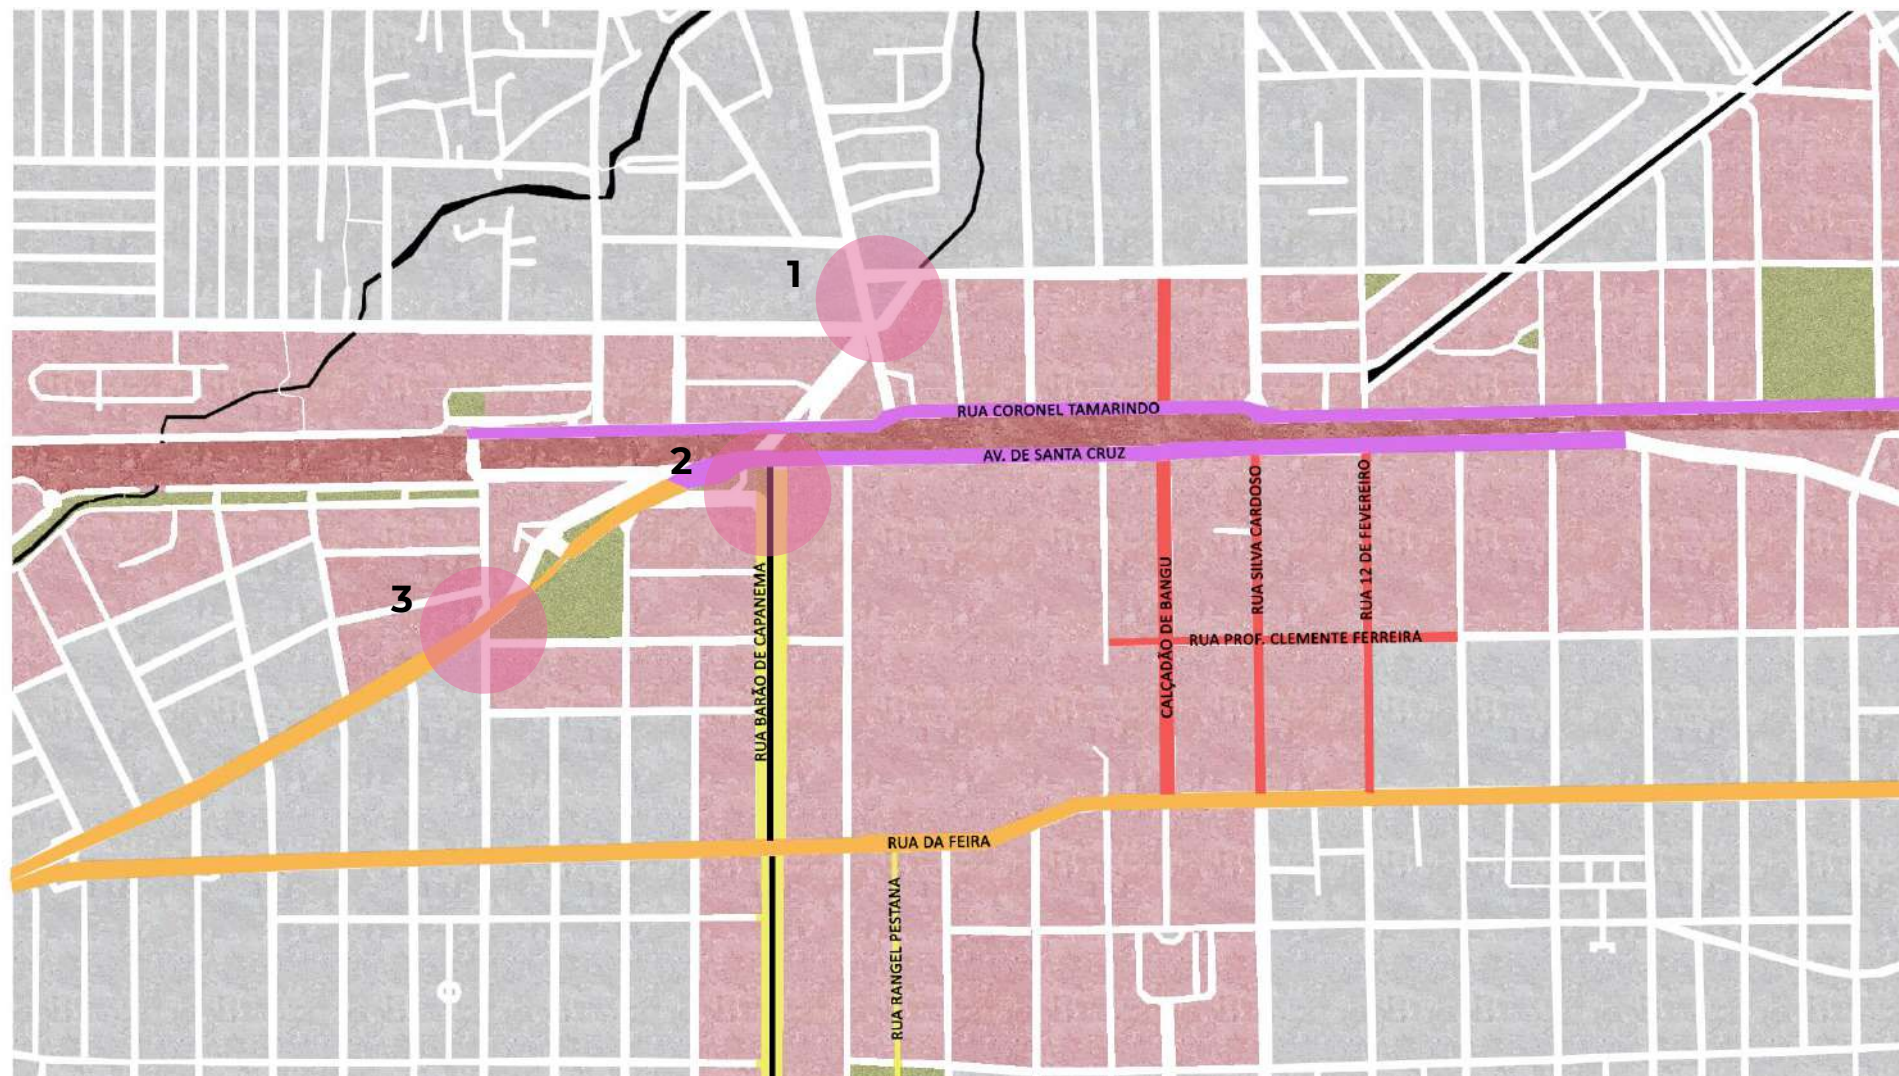 1
RUA CORONEL TAMARINDO
2
AV. DE SANTA CRUZ
3
RUA BARÃO DE CAPANEMA
CALÇADÃO DE BANGU
RUA SILVA CARDOSO
RUA 12 DE FEVEREIRO
RUA PROF. CLEMENTE FERREIRA
RUA DA FEIRA
RUA RANGEL PESTANA